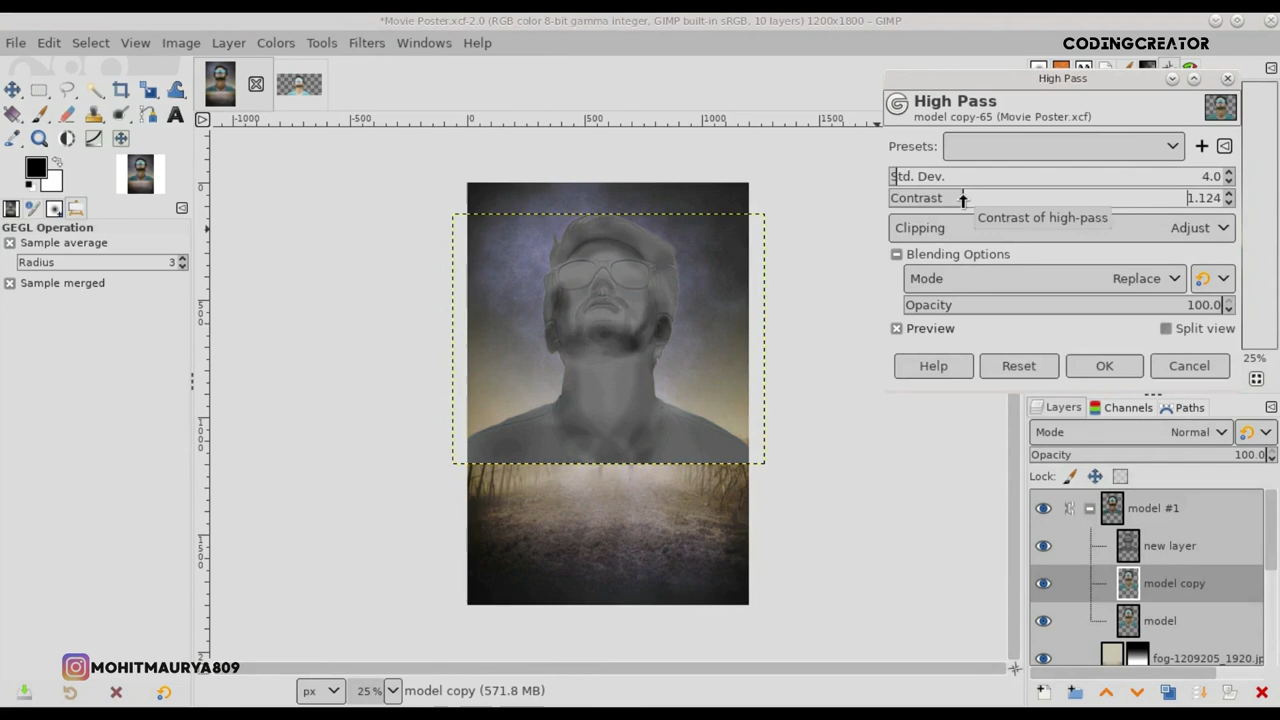 *Movie Poster.xcf-2.0 (RGB color 8-bit gamma integer, GIMP built-in sRGB, 10 layers) 1200x1800 – GIMP
File Edit Select View Image Layer Colors Tools Filters Windows Help
CODINGCREATOR
High Pass
High Pass
model copy-65 (Movie Poster.xcf)
Presets:
Std. Dev. 4.0
Contrast 1.124
Contrast of high-pass
Clipping Adjust
Blending Options
Mode Replace
Opacity 100.0
Preview Split view
Help Reset OK Cancel
-1000 0 500 1000 1500
0
500
1000
1500
2
GEGL Operation
Sample average
Radius 3
Sample merged
25%
Layers Channels Paths
Mode Normal
Opacity 100.0
Lock:
model #1
new layer
model copy
model
fog-1209205_1920.jp
MOHITMAURYA809
px 25% model copy (571.8 MB)